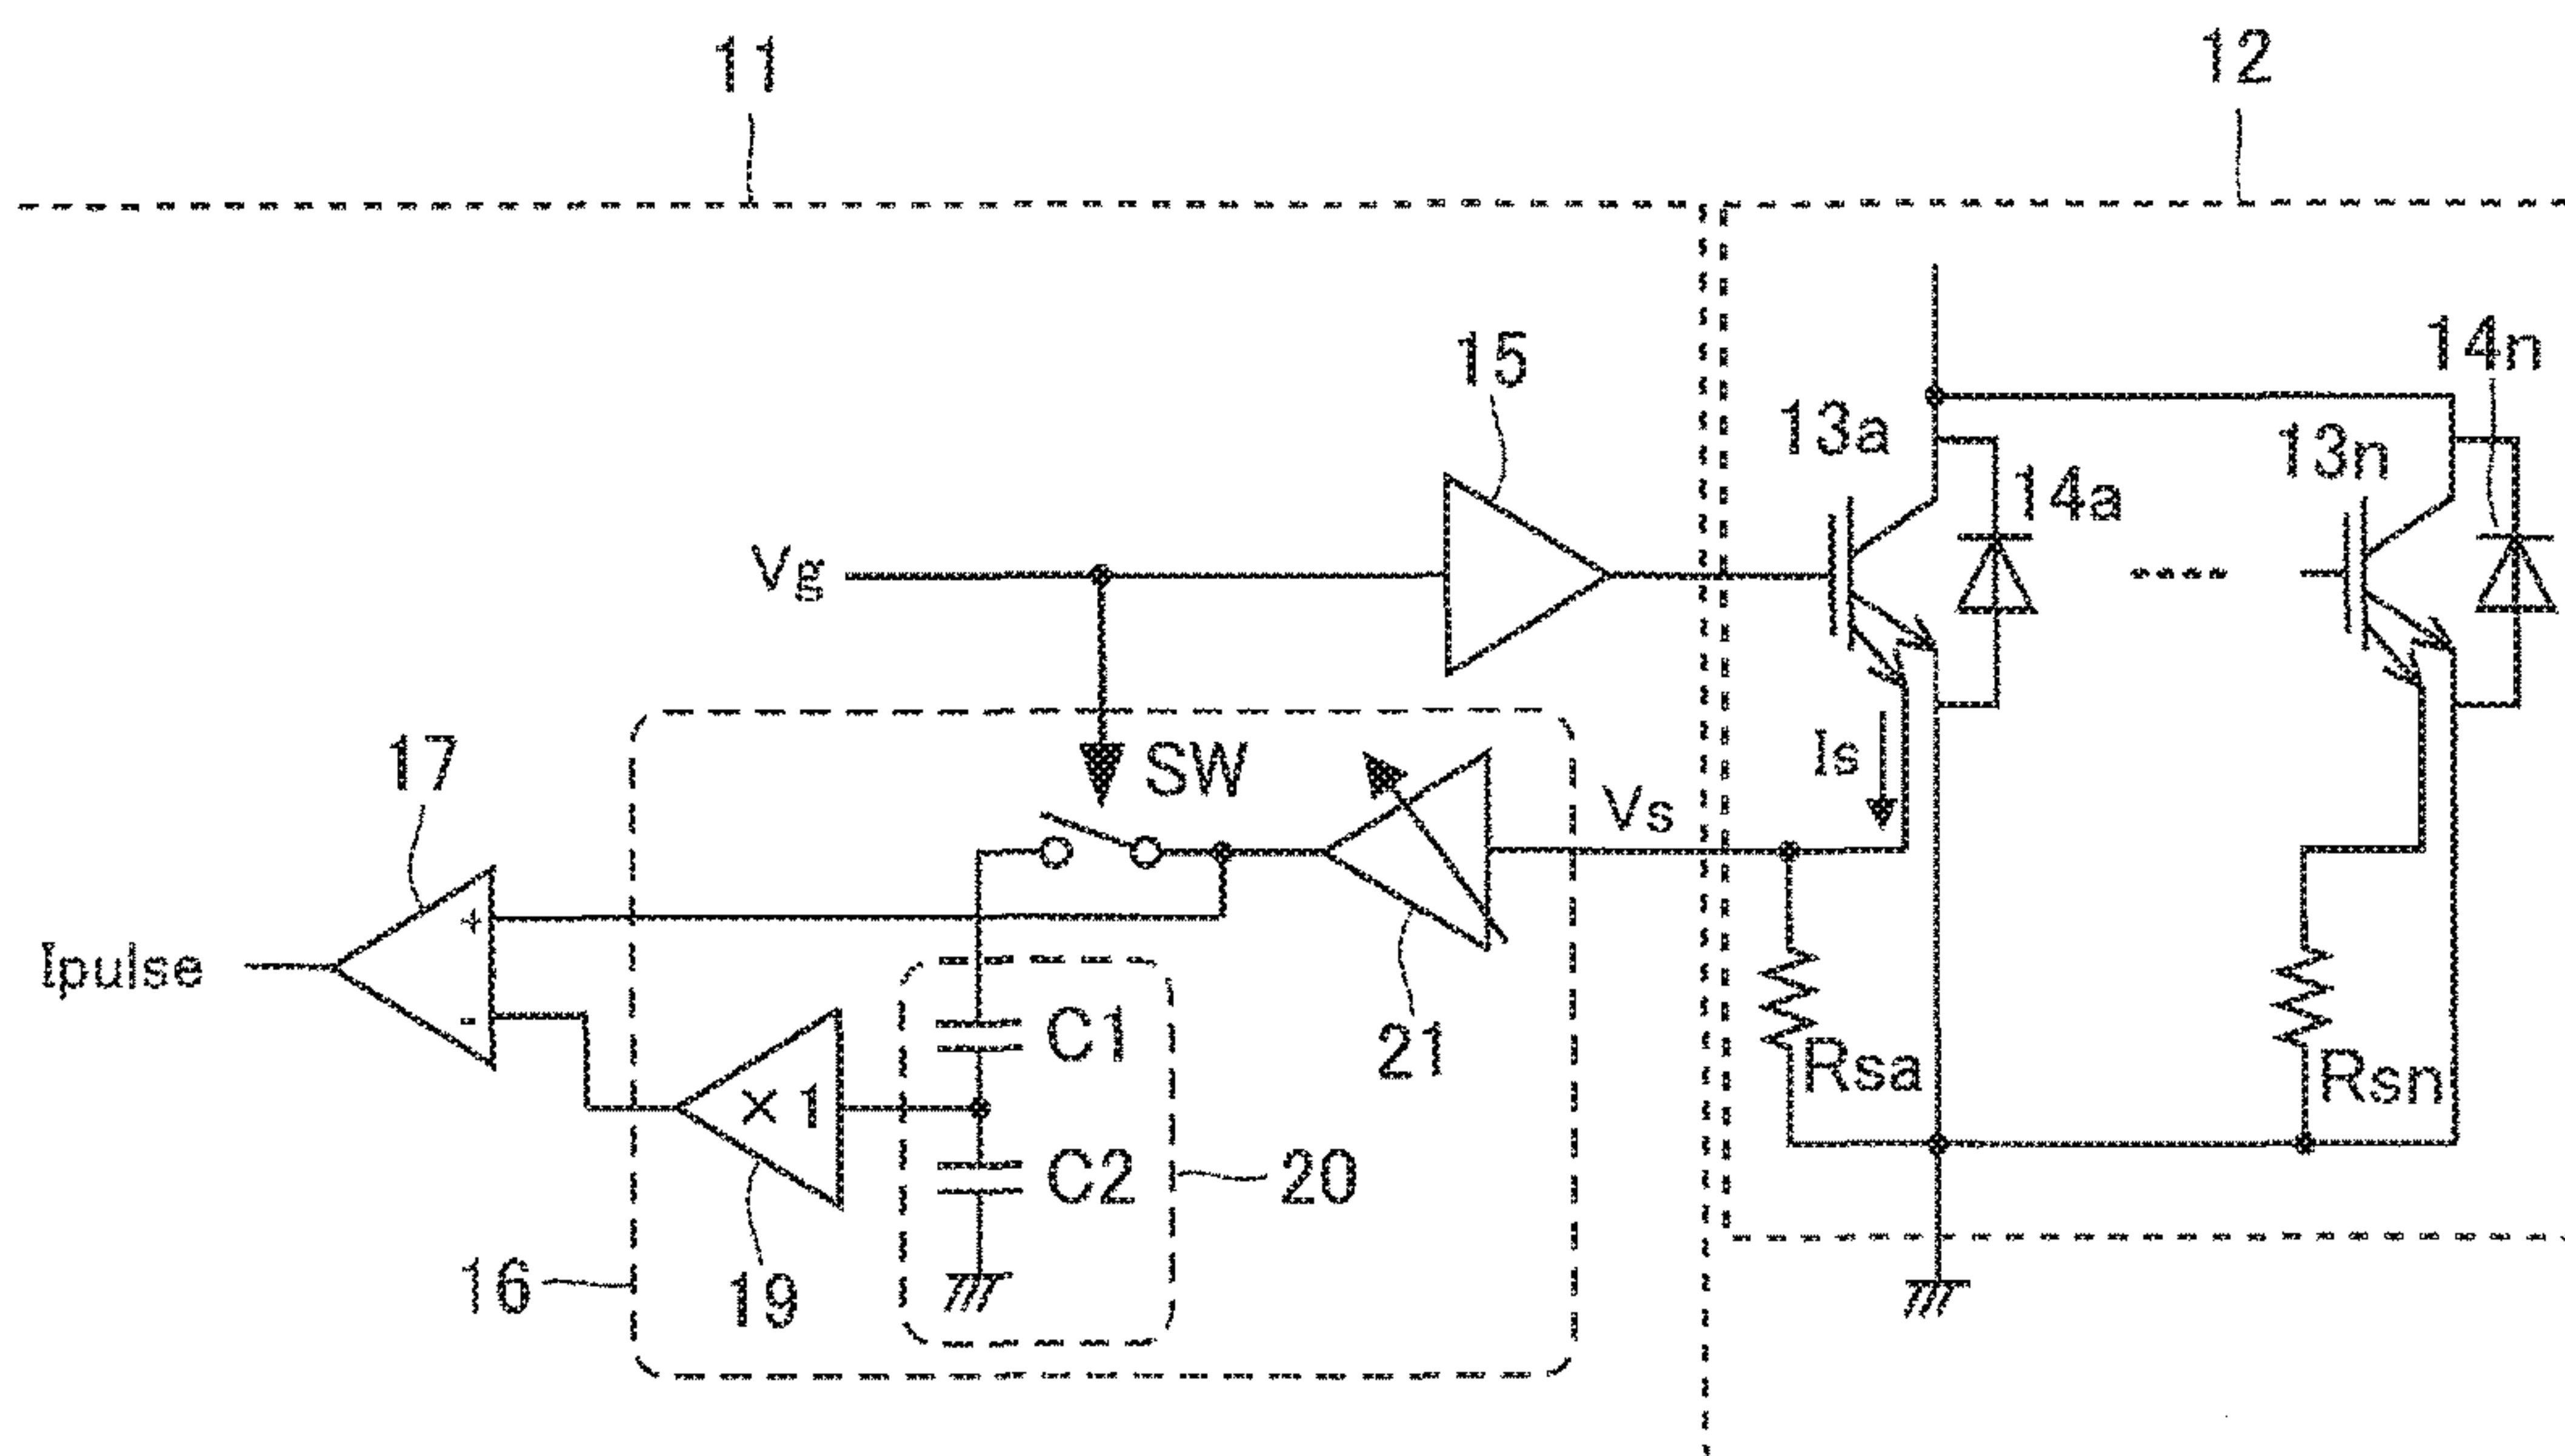 11
12
15
14n
13a
13n
14a
Vg
17
SW
Is
Vs
+
Ipulse
-
C1
21
Rsa
Rsn
×1
C2
20
16
19